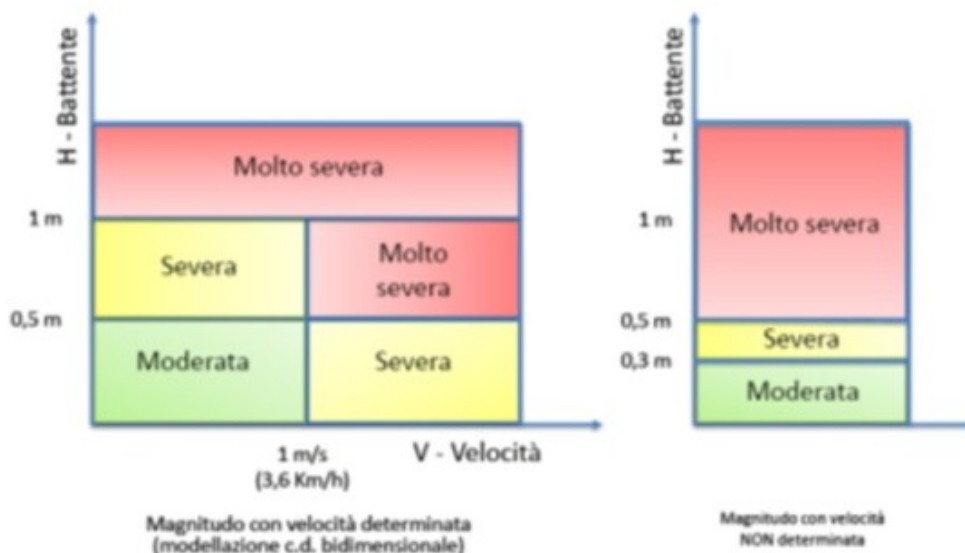 H - Battente
Molto severa
1 m
Severa
Molto
severa
0,5 m
Moderata
Severa
1 m/s
(3,6 Km/h)
V - Velocità
Magnitudo con velocità determinata
(modellazione c.d. bidimensionale)
H - Battente
1 m
Molto severa
0,5 m
Severa
0,3 m
Moderata
Magnitudo con velocità
NON determinata